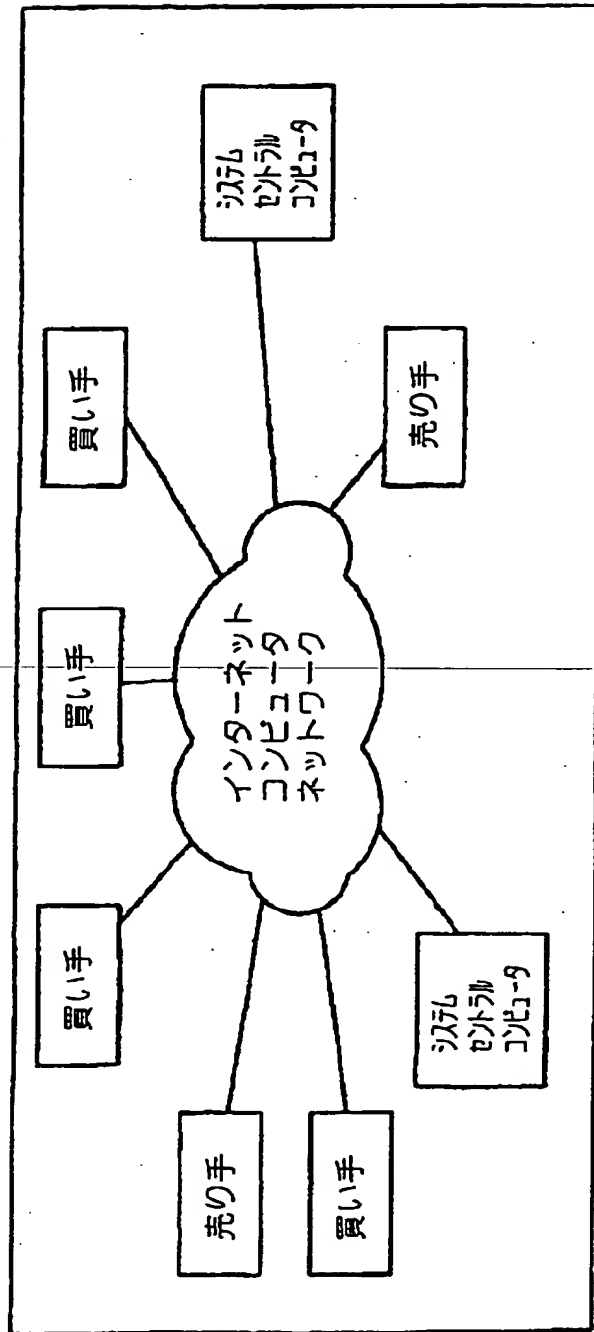 買い手
買い手
買い手
売り手
インターネット
コンピュータ
ネットワーク
システム
セントラル
コンピュータ
買い手
売り手
システム
セントラル
コンピュータ